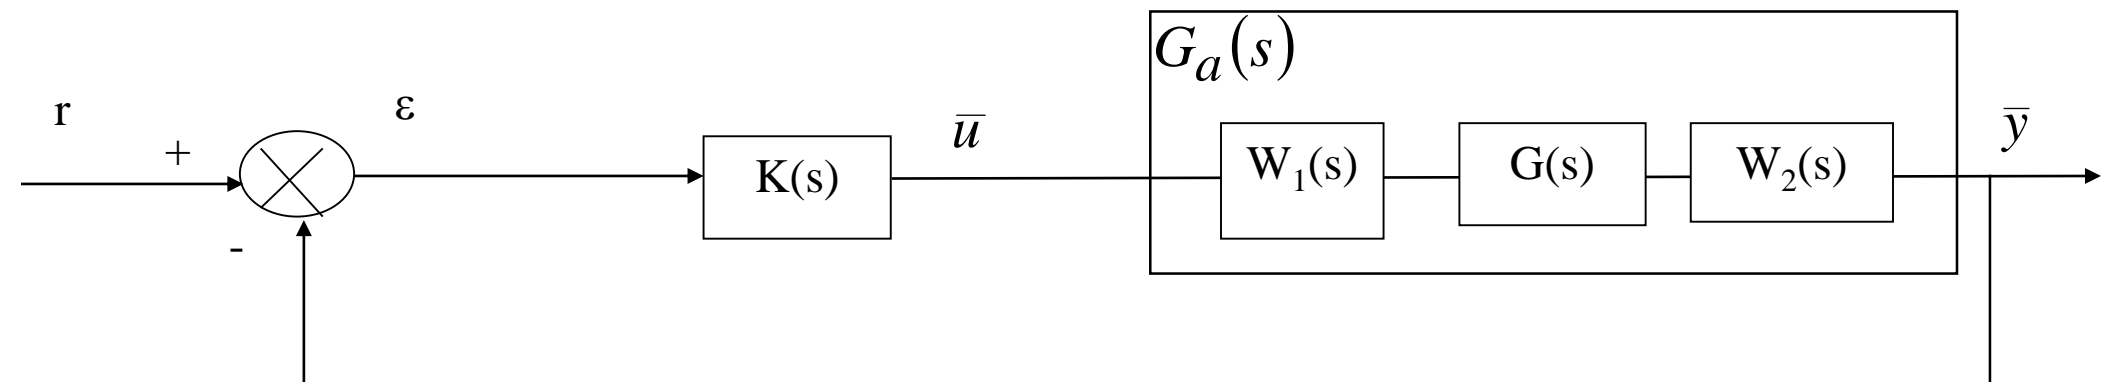 G_a(s)
r
+
ε
-
K(s)
u̅
W₁(s)
G(s)
W₂(s)
y̅